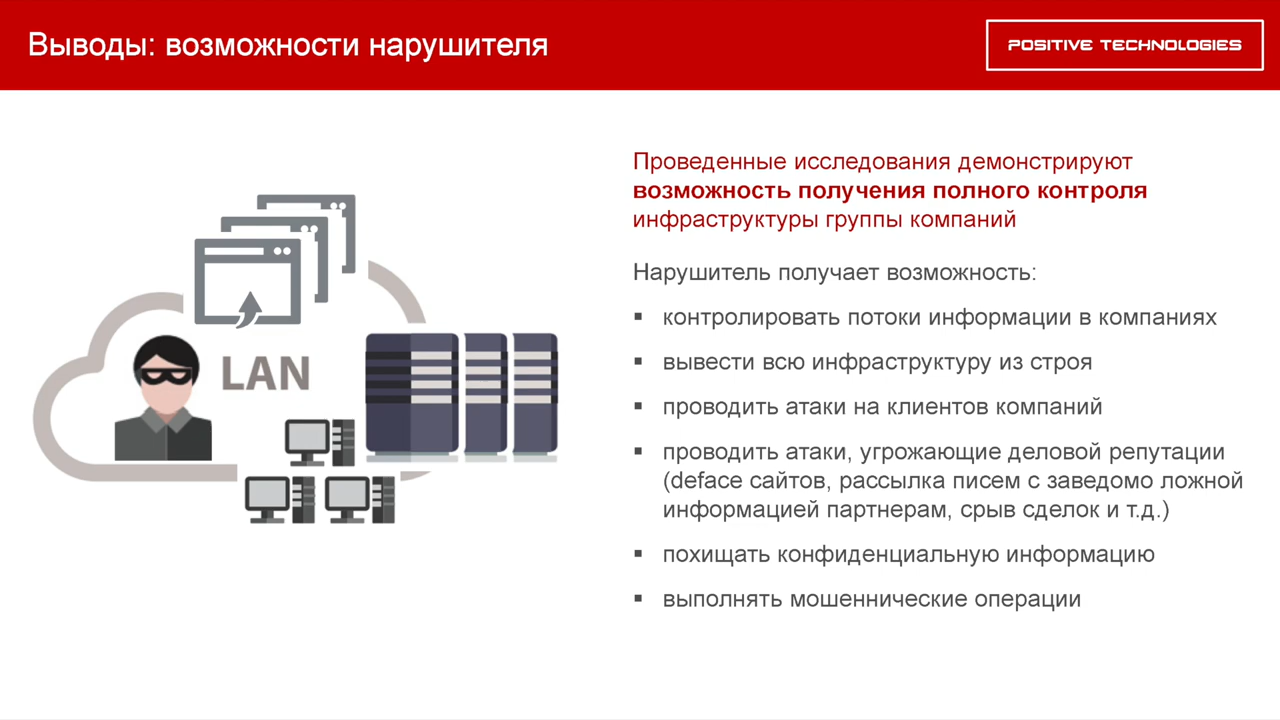 Выводы: возможности нарушителя
POSITIVE TECHNOLOGIES
Проведенные исследования демонстрируют
возможность получения полного контроля
инфраструктуры группы компаний
Нарушитель получает возможность:
▪ контролировать потоки информации в компаниях
▪ вывести всю инфраструктуру из строя
▪ проводить атаки на клиентов компаний
▪ проводить атаки, угрожающие деловой репутации
(deface сайтов, рассылка писем с заведомо ложной
информацией партнерам, срыв сделок и т.д.)
▪ похищать конфиденциальную информацию
▪ выполнять мошеннические операции
LAN